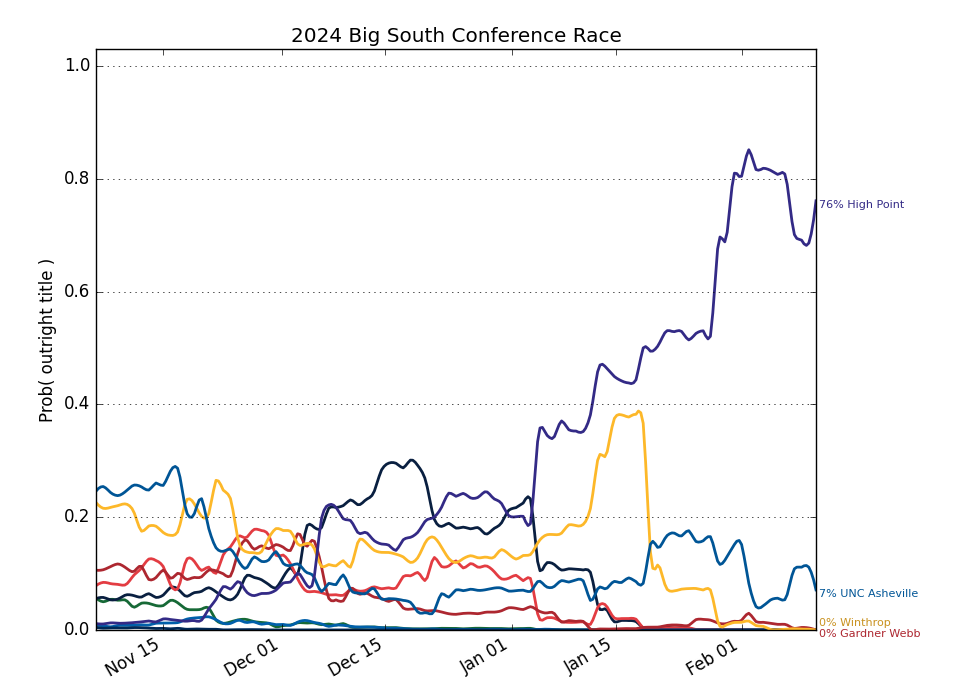 2024 Big South Conference Race
Prob( outright title )
1.0
0.8
0.6
0.4
0.2
0.0
Nov 15
Dec 01
Dec 15
Jan 01
Jan 15
Feb 01
76% High Point
7% UNC Asheville
0% Winthrop
0% Gardner Webb